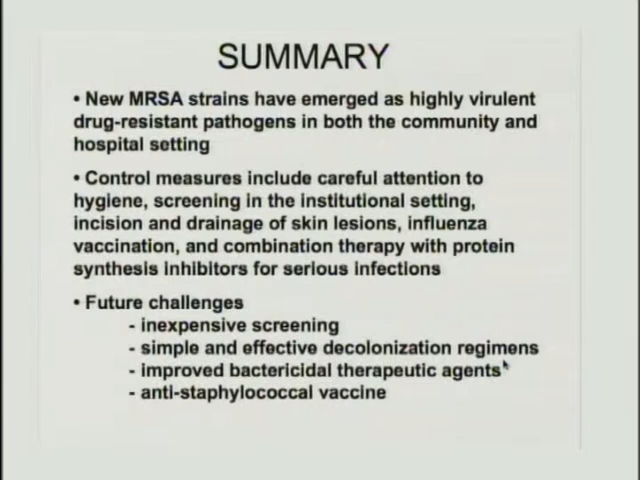 SUMMARY
• New MRSA strains have emerged as highly virulent
drug-resistant pathogens in both the community and
hospital setting
• Control measures include careful attention to
hygiene, screening in the institutional setting,
incision and drainage of skin lesions, influenza
vaccination, and combination therapy with protein
synthesis inhibitors for serious infections
• Future challenges
- inexpensive screening
- simple and effective decolonization regimens
- improved bactericidal therapeutic agents
- anti-staphylococcal vaccine